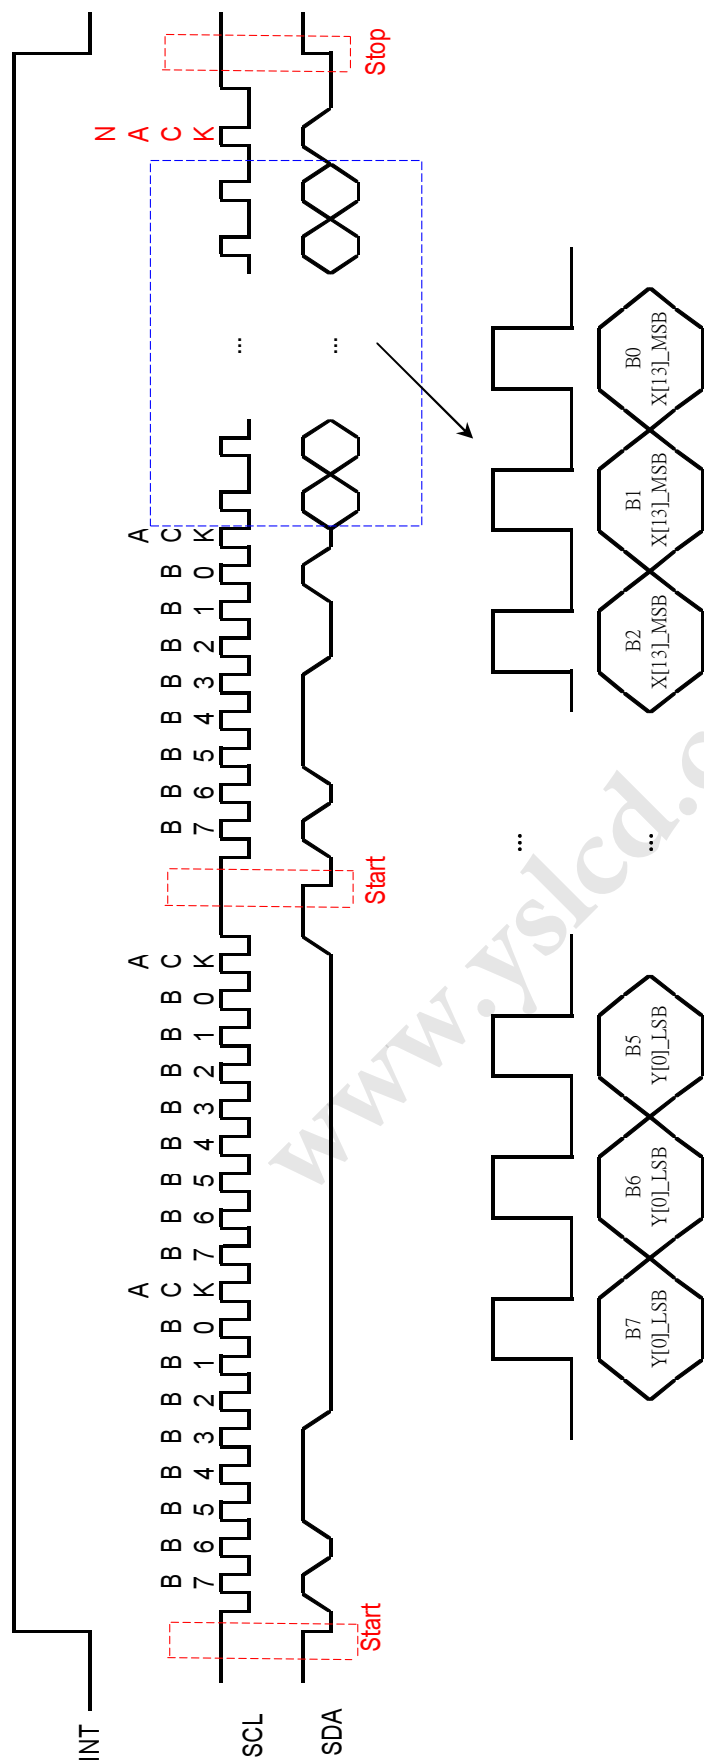 INT
SCL
SDA
Start
B7 B6 B5 B4 B3 B2 B1 B0 ACK B7 B6 B5 B4 B3 B2 B1 B0 ACK
Start
B7 B6 B5 B4 B3 B2 B1 B0 ACK
...
...
NACK
Stop
B7
Y[0]_LSB
B6
Y[0]_LSB
B5
Y[0]_LSB
...
...
B2
X[13]_MSB
B1
X[13]_MSB
B0
X[13]_MSB